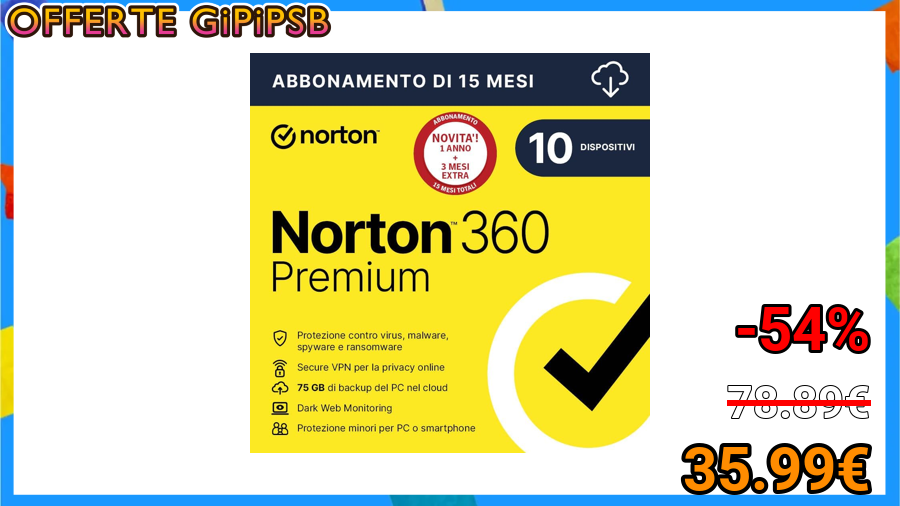 OFFERTE GiPiPSB
ABBONAMENTO DI 15 MESI
norton
ABBONAMENTO
NOVITA'!
1 ANNO
+
3 MESI
EXTRA
15 MESI TOTALI
10 DISPOSITIVI
Norton™ 360
Premium
Protezione contro virus, malware,
spyware e ransomware
Secure VPN per la privacy online
75 GB di backup del PC nel cloud
Dark Web Monitoring
Protezione minori per PC o smartphone
-54%
78.89€
35.99€